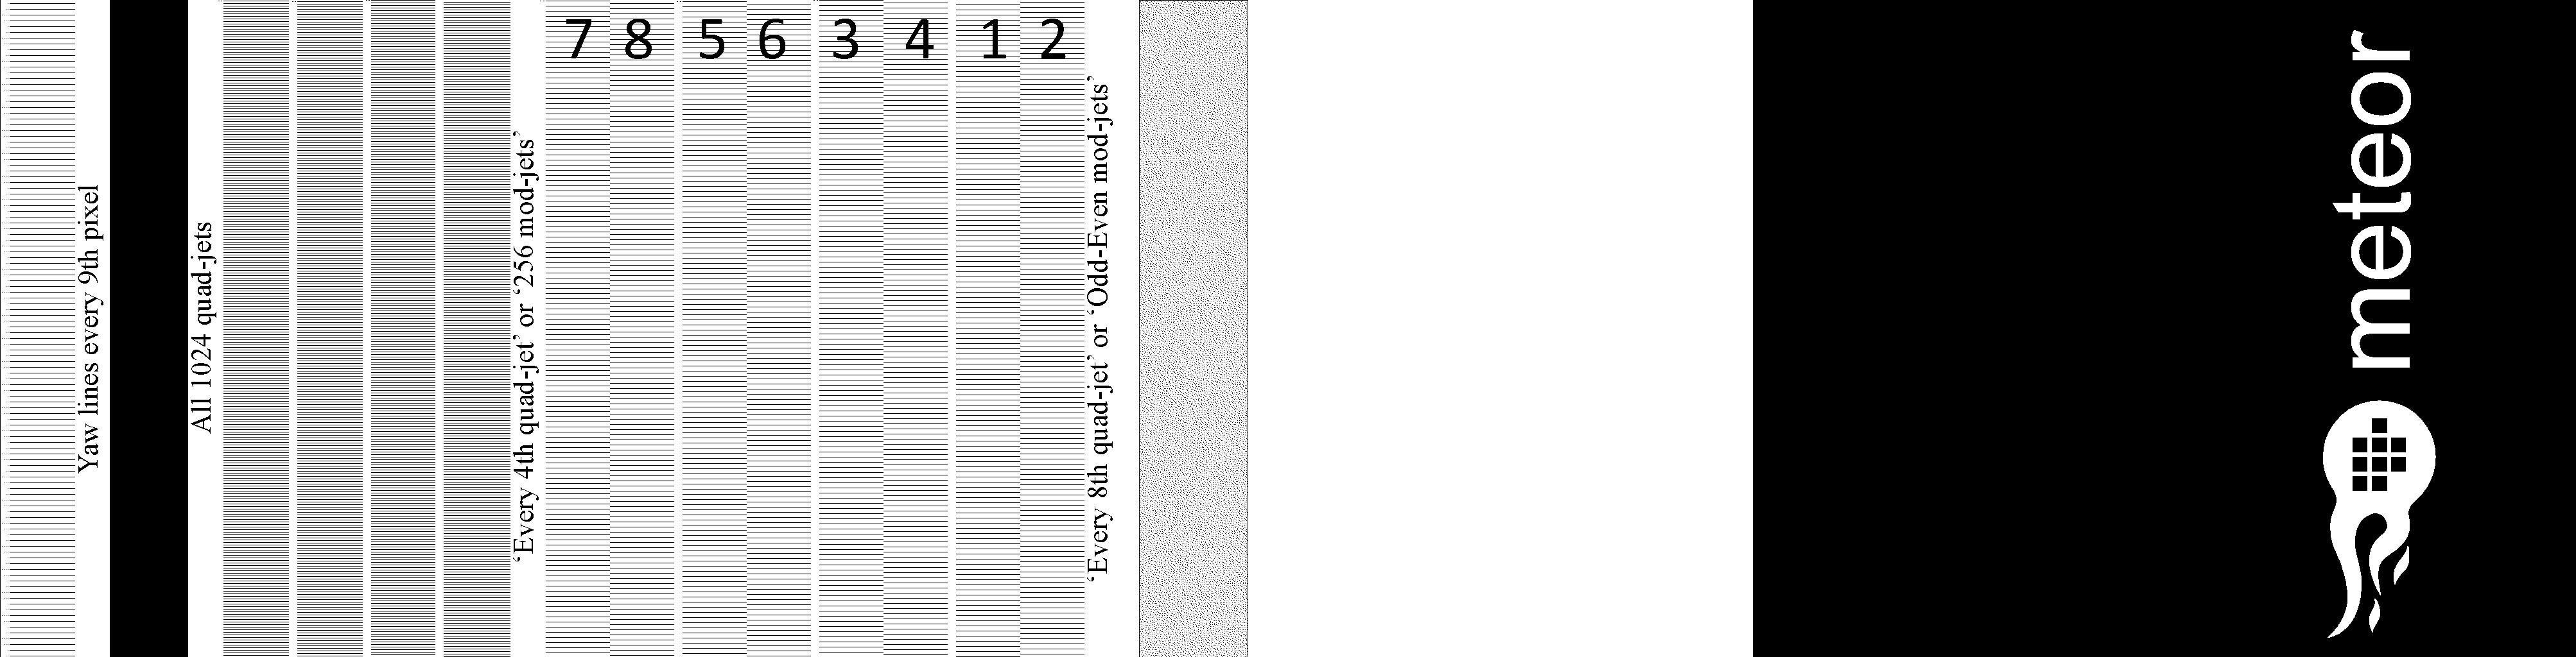 Yaw lines every 9th pixel
All 1024 quad-jets
‘Every 4th quad-jet’ or ‘256 mod-jets’
7 8 5 6 3 4 1 2
‘Every 8th quad-jet’ or ‘Odd-Even mod-jets’
meteor